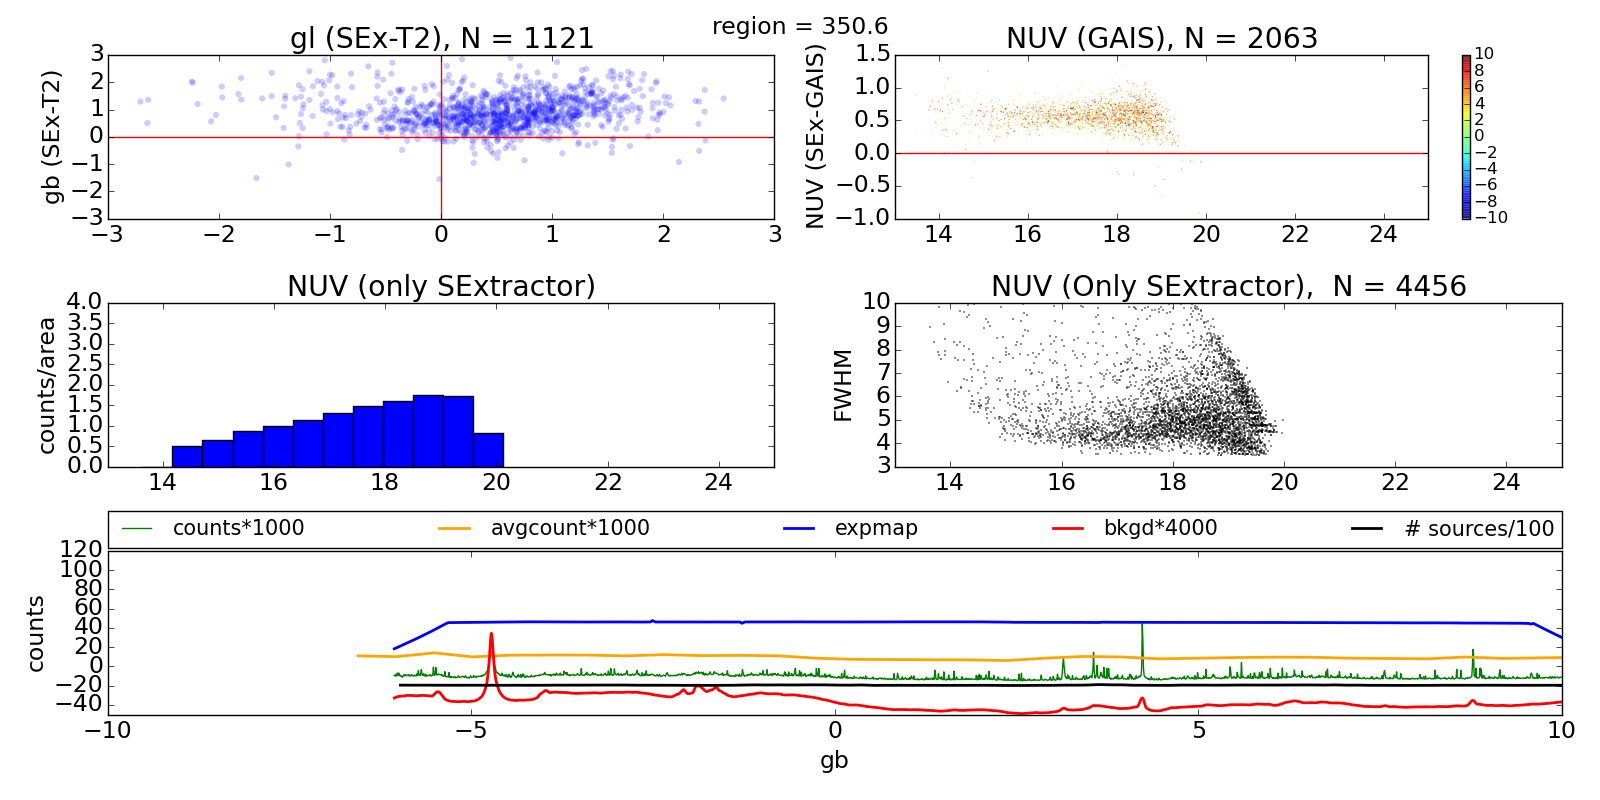 region = 350.6
gl (SEx-T2), N = 1121
gb (SEx-T2)
3
2
1
0
−1
−2
−3
−3 −2 −1 0 1 2 3
NUV (GAIS), N = 2063
NUV (SEx-GAIS)
1.5
1.0
0.5
0.0
−0.5
−1.0
14 16 18 20 22 24
10
8
6
4
2
0
−2
−4
−6
−8
−10
NUV (only SExtractor)
counts/area
4.0
3.5
3.0
2.5
2.0
1.5
1.0
0.5
0.0
14 16 18 20 22 24
NUV (Only SExtractor), N = 4456
FWHM
10
9
8
7
6
5
4
3
14 16 18 20 22 24
counts*1000 avgcount*1000 expmap bkgd*4000 # sources/100
counts
120
100
80
60
40
20
0
−20
−40
−10 −5 0 5 10
gb